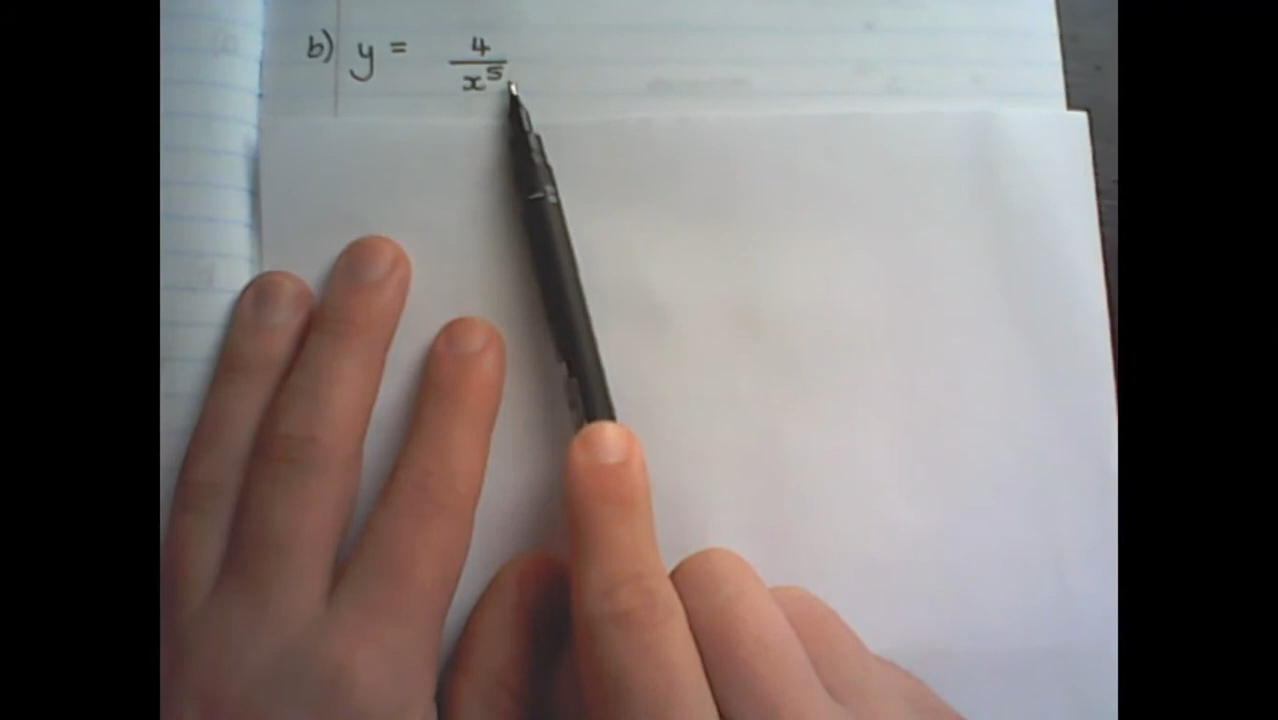 b) y = 4/x⁵